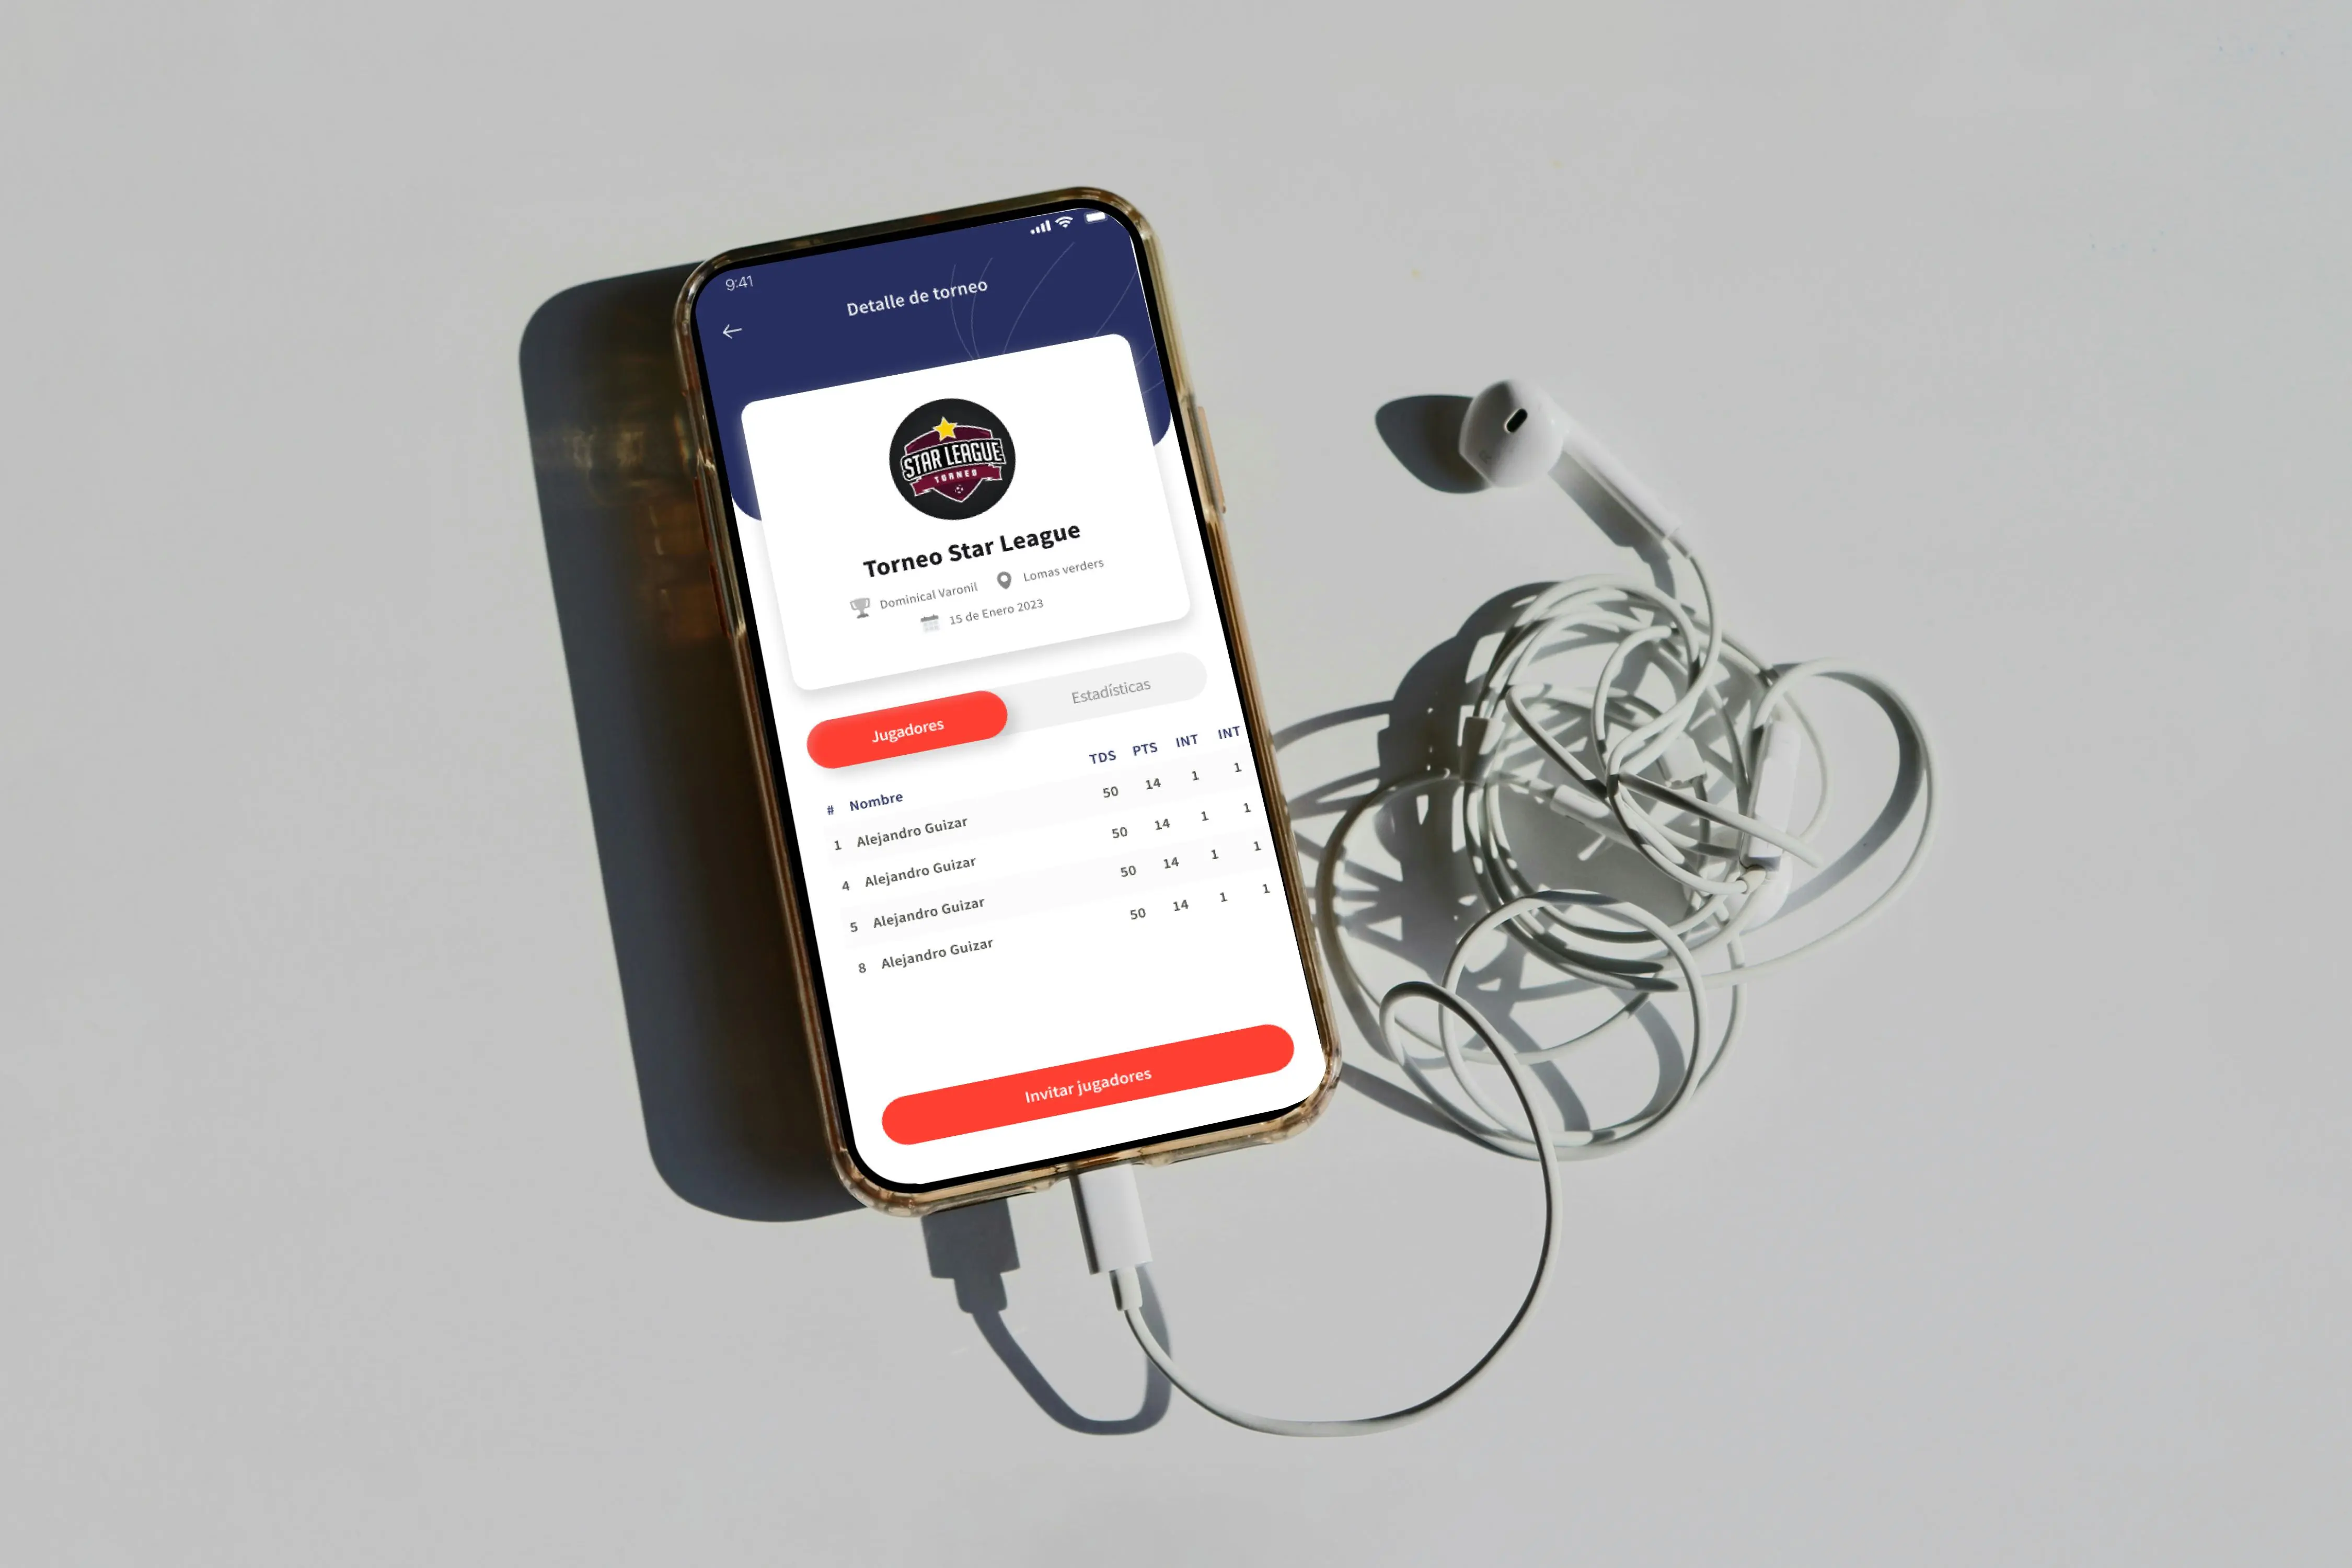 9:41
Detalle de torneo
STAR LEAGUE
TORNEO
Torneo Star League
Dominical Varonil Lomas verders
15 de Enero 2023
Jugadores Estadísticas
# Nombre TDS PTS INT INT
1 Alejandro Guizar 50 14 1 1
4 Alejandro Guizar 50 14 1 1
5 Alejandro Guizar 50 14 1 1
8 Alejandro Guizar 50 14 1 1
Invitar jugadores